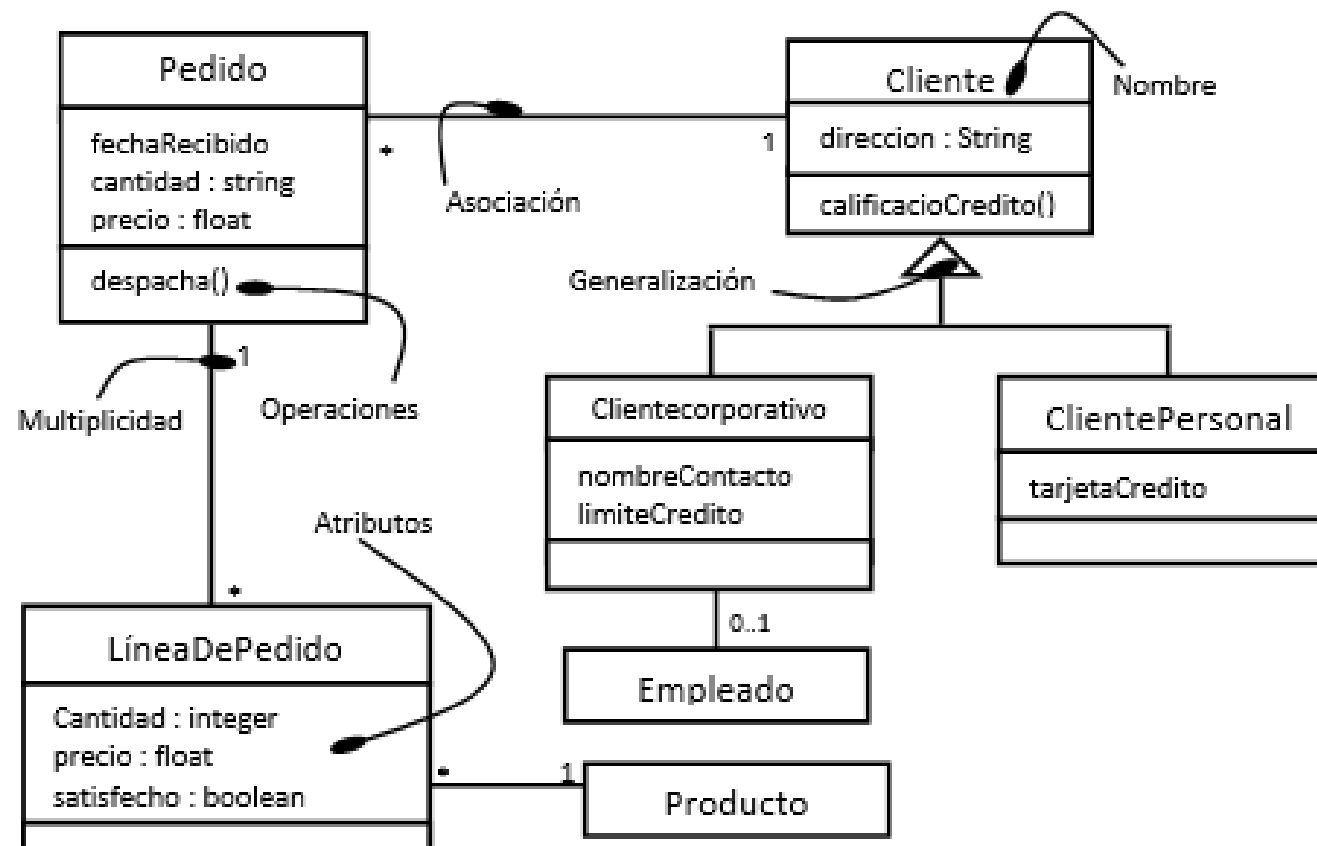 Pedido
fechaRecibido
cantidad : string
precio : float
despacha()
*
Asociación
1
Cliente
Nombre
direccion : String
calificacioCredito()
Generalización
1
Multiplicidad
Operaciones
Clientecorporativo
nombreContacto
limiteCredito
ClientePersonal
tarjetaCredito
Atributos
*
LíneaDePedido
Cantidad : integer
precio : float
satisfecho : boolean
0..1
Empleado
*
1
Producto